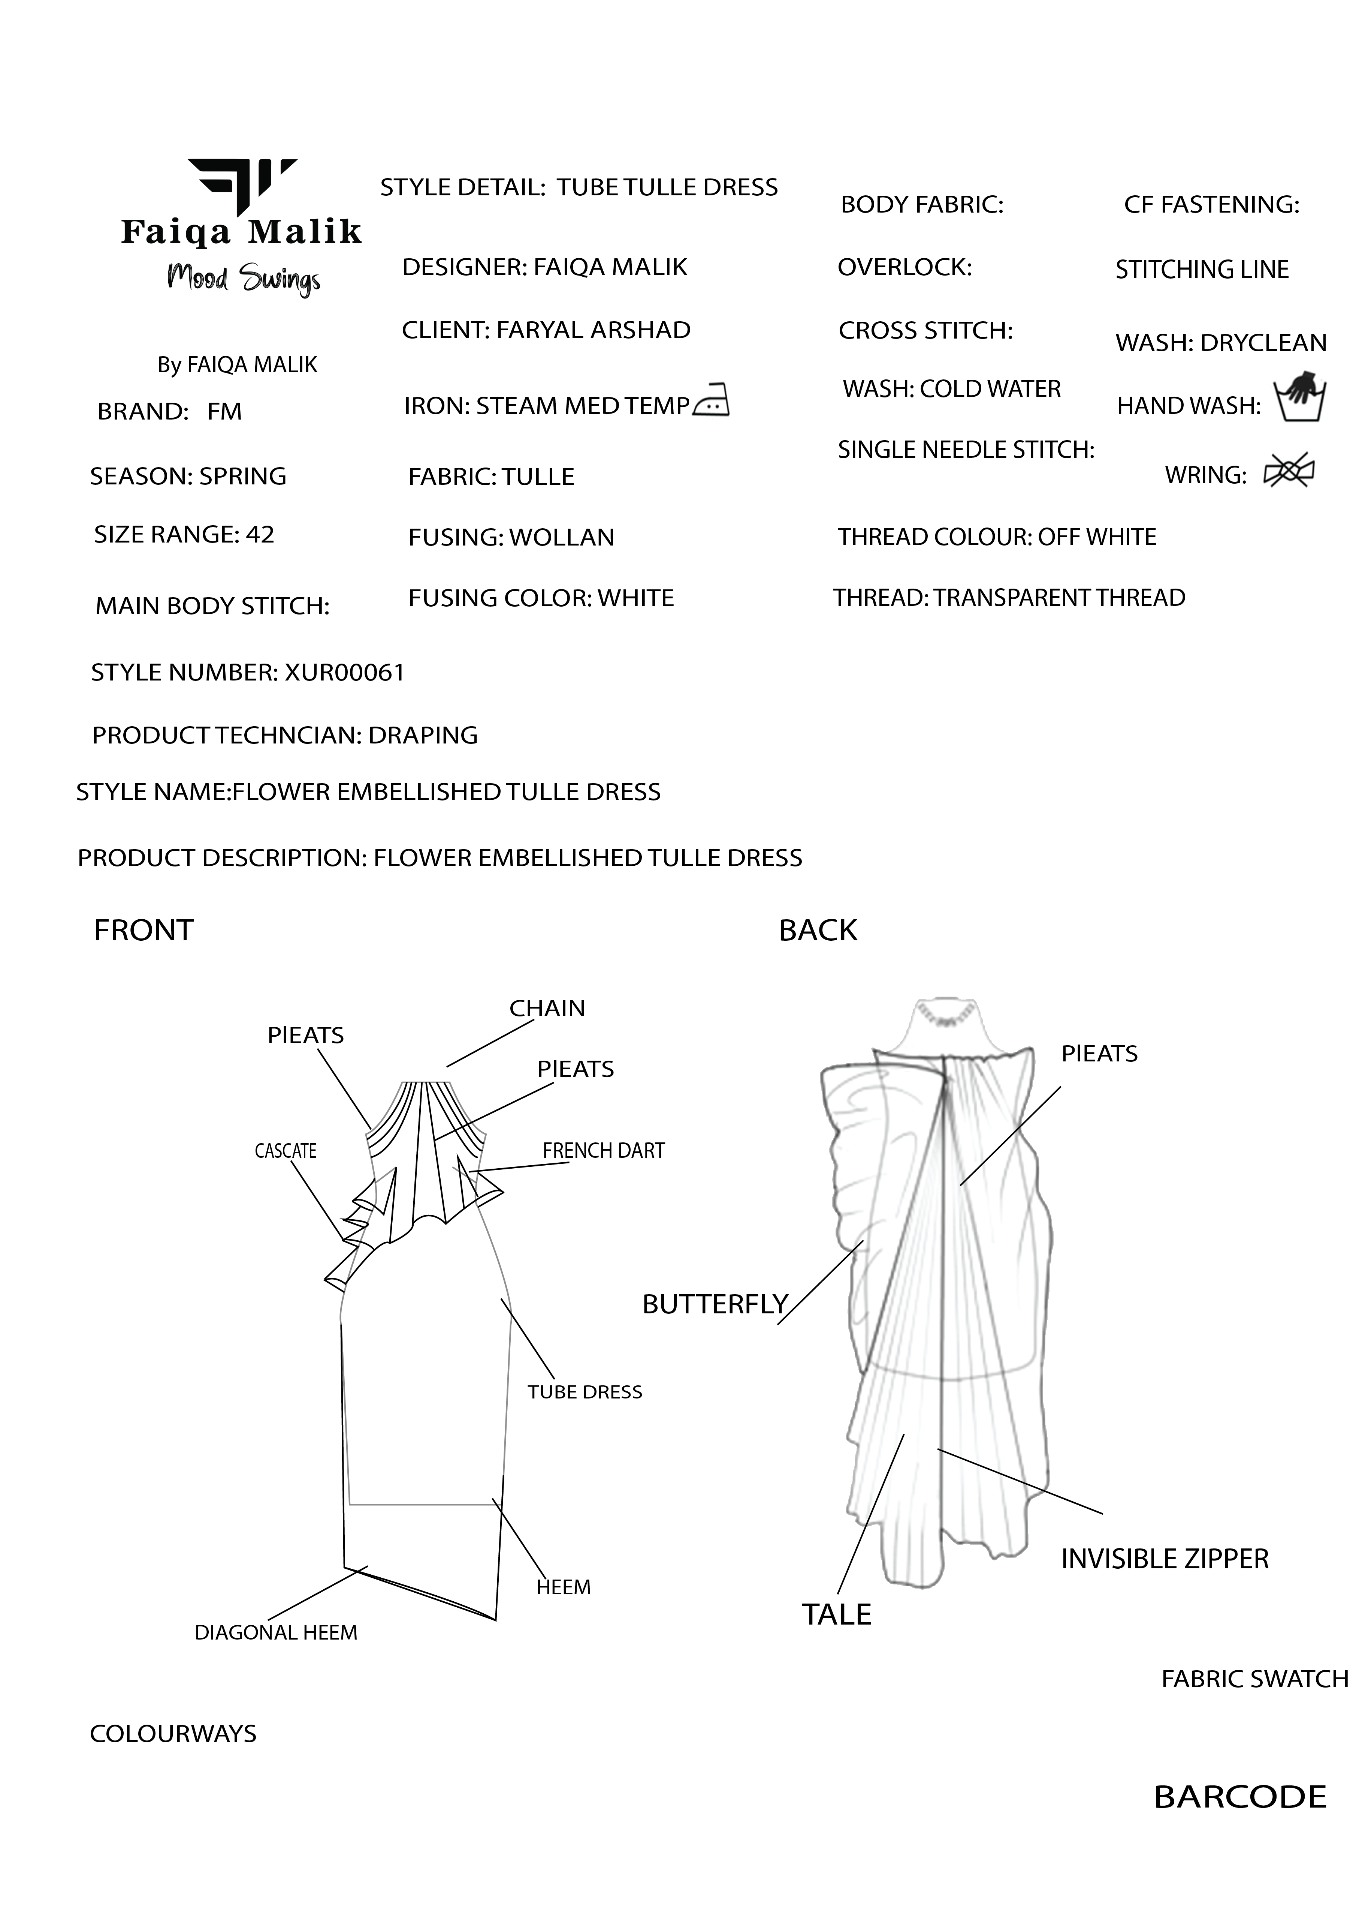 Faiqa Malik
Mood Swings
By FAIQA MALIK
BRAND: FM
SEASON: SPRING
SIZE RANGE: 42
MAIN BODY STITCH:
STYLE NUMBER: XUR00061
PRODUCT TECHNCIAN: DRAPING
STYLE NAME:FLOWER EMBELLISHED TULLE DRESS
PRODUCT DESCRIPTION: FLOWER EMBELLISHED TULLE DRESS
STYLE DETAIL: TUBE TULLE DRESS
DESIGNER: FAIQA MALIK
CLIENT: FARYAL ARSHAD
IRON: STEAM MED TEMP
FABRIC: TULLE
FUSING: WOLLAN
FUSING COLOR: WHITE
BODY FABRIC:
OVERLOCK:
CROSS STITCH:
WASH: COLD WATER
SINGLE NEEDLE STITCH:
THREAD COLOUR: OFF WHITE
THREAD: TRANSPARENT THREAD
CF FASTENING:
STITCHING LINE
WASH: DRYCLEAN
HAND WASH:
WRING:
FRONT
CHAIN
PlEATS
PlEATS
CASCATE
FRENCH DART
TUBE DRESS
HEEM
DIAGONAL HEEM
BACK
PlEATS
BUTTERFLY
INVISIBLE ZIPPER
TALE
FABRIC SWATCH
COLOURWAYS
BARCODE